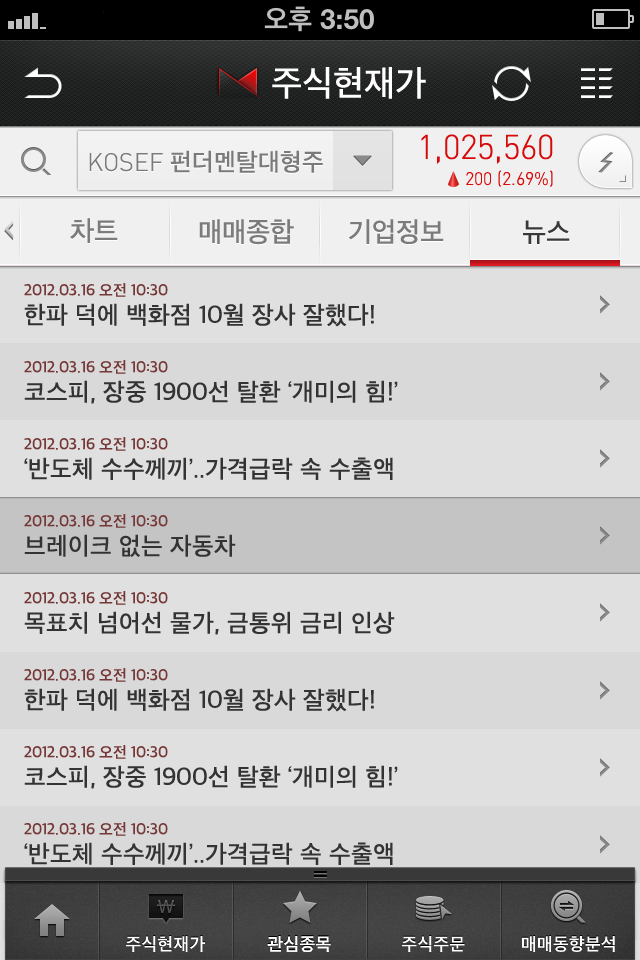 오후 3:50
주식현재가
KOSEF 펀더멘탈대형주
1,025,560
▲ 200 (2.69%)
차트 매매종합 기업정보 뉴스
2012.03.16 오전 10:30
한파 덕에 백화점 10월 장사 잘했다!
2012.03.16 오전 10:30
코스피, 장중 1900선 탈환 ‘개미의 힘!’
2012.03.16 오전 10:30
‘반도체 수수께끼’..가격급락 속 수출액
2012.03.16 오전 10:30
브레이크 없는 자동차
2012.03.16 오전 10:30
목표치 넘어선 물가, 금통위 금리 인상
2012.03.16 오전 10:30
한파 덕에 백화점 10월 장사 잘했다!
2012.03.16 오전 10:30
코스피, 장중 1900선 탈환 ‘개미의 힘!’
2012.03.16 오전 10:30
‘반도체 수수께끼’..가격급락 속 수출액
주식현재가 관심종목 주식주문 매매동향분석